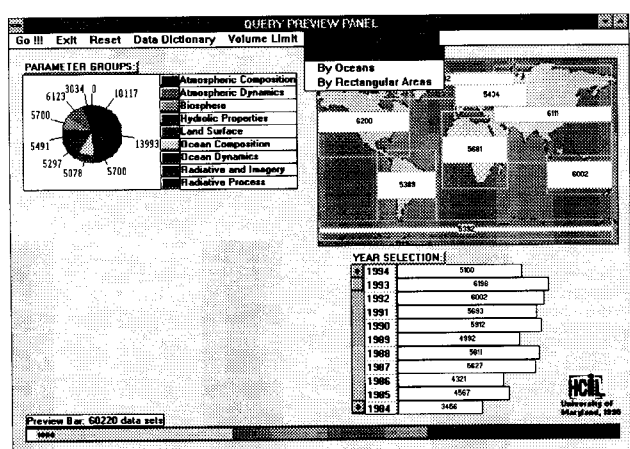 QUERY PREVIEW PANEL
Go !!! Exit Reset Data Dictionary Volume Limit
By Oceans
By Rectangular Areas
PARAMETER GROUPS:
Atmospheric Composition
Atmospheric Dynamics
Biosphere
Hydrolic Properties
Land Surface
Ocean Composition
Ocean Dynamics
Radiative and Imagery
Radiative Process
0
10117
13993
5700
5078
5297
5491
5700
6123
3034
5434
6111
6200
5681
6002
5389
5392
YEAR SELECTION:
1994 5100
1993 6198
1992 6002
1991 5683
1990 5912
1989 4992
1988 5811
1987 5627
1986 4321
1985 4567
1984 3456
HCIL
University of
Maryland, 1996
Preview Bar: 60220 data sets